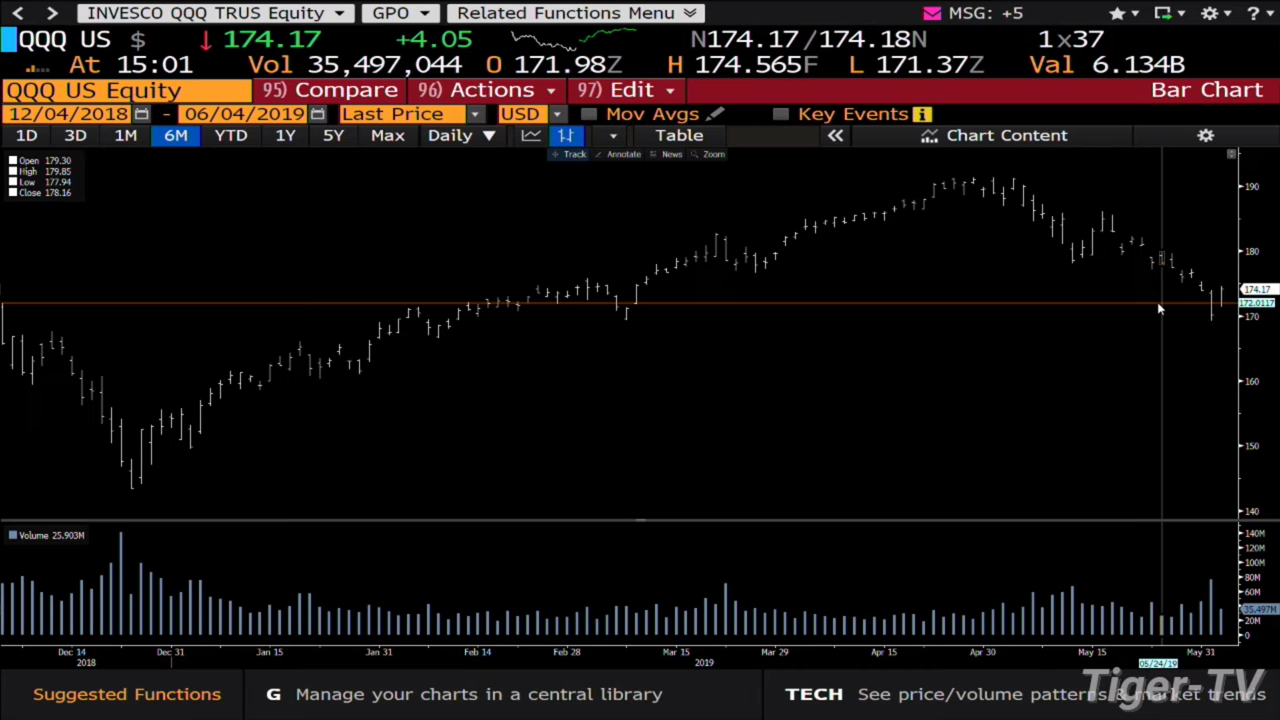 INVESCO QQQ TRUS Equity GPO Related Functions Menu MSG: +5
QQQ US $ ↓ 174.17 +4.05 N174.17/174.18N 1x37
At 15:01 Vol 35,497,044 O 171.98Z H 174.565F L 171.37Z Val 6.134B
QQQ US Equity 95) Compare 96) Actions 97) Edit Bar Chart
12/04/2018 - 06/04/2019 Last Price USD Mov Avgs Key Events i
1D 3D 1M 6M YTD 1Y 5Y Max Daily ▼ Table « Chart Content
Track Annotate News Zoom
Open 179.30
High 179.85
Low 177.94
Close 178.16
190
180
174.17
172.0117
170
160
150
140
Volume 25.903M
140M
120M
100M
80M
60M
35.497M
20M
0
Dec 14 Dec 31 Jan 15 Jan 31 Feb 14 Feb 28 Mar 15 Mar 29 Apr 15 Apr 30 May 15 May 31
2018 2019 05/24/19
Suggested Functions G Manage your charts in a central library TECH See price/volume patterns & market trends
Tiger-TV